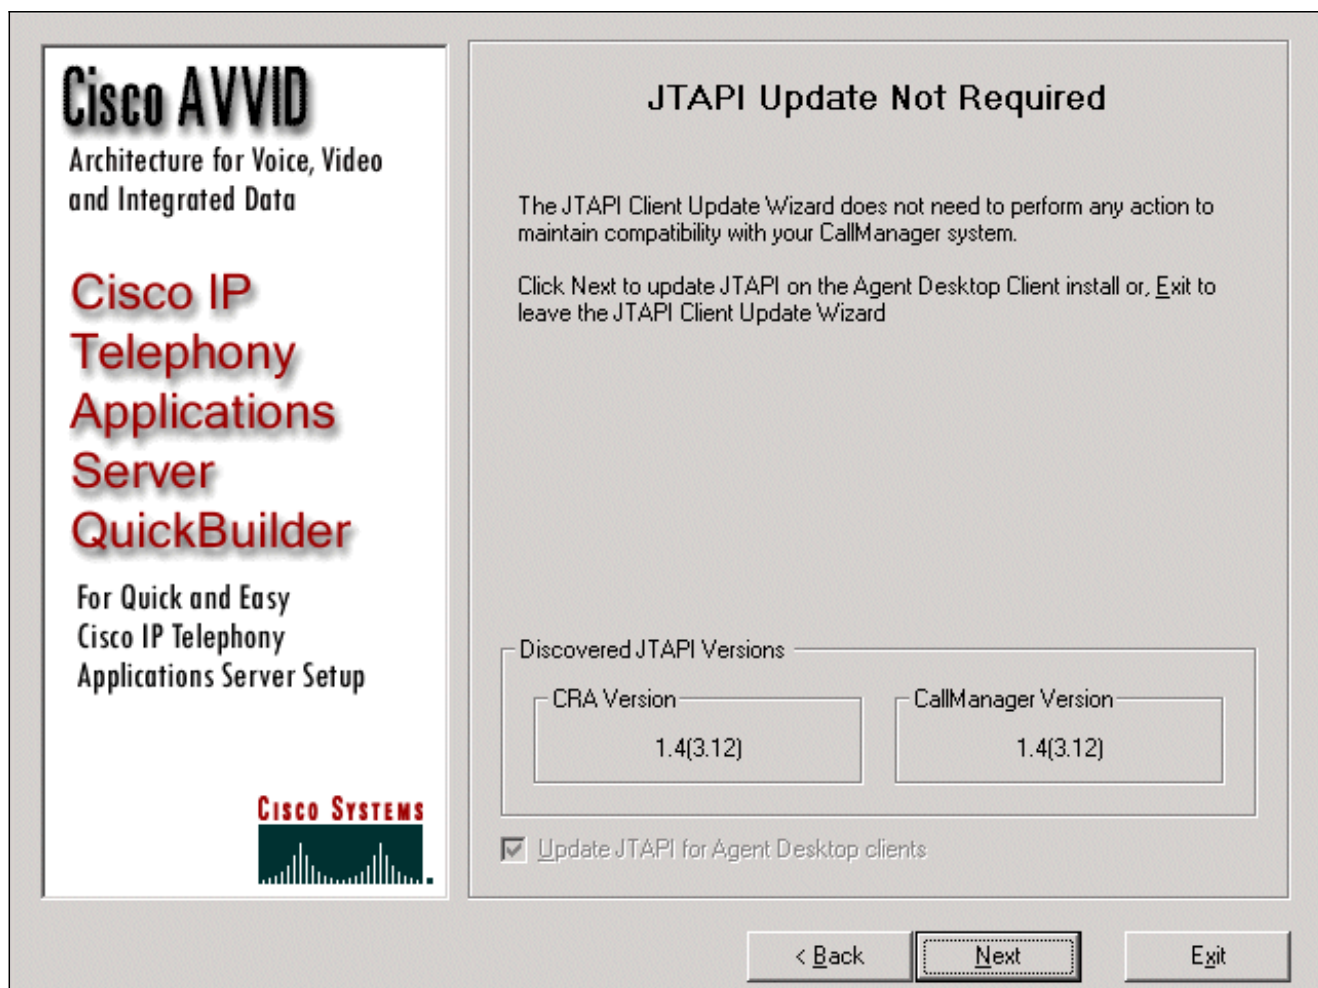 Cisco AVVID
Architecture for Voice, Video
and Integrated Data
Cisco IP
Telephony
Applications
Server
QuickBuilder
For Quick and Easy
Cisco IP Telephony
Applications Server Setup
CISCO SYSTEMS
JTAPI Update Not Required
The JTAPI Client Update Wizard does not need to perform any action to
maintain compatibility with your CallManager system.
Click Next to update JTAPI on the Agent Desktop Client install or, Exit to
leave the JTAPI Client Update Wizard
Discovered JTAPI Versions
CRA Version
1.4(3.12)
CallManager Version
1.4(3.12)
Update JTAPI for Agent Desktop clients
< Back
Next
Exit